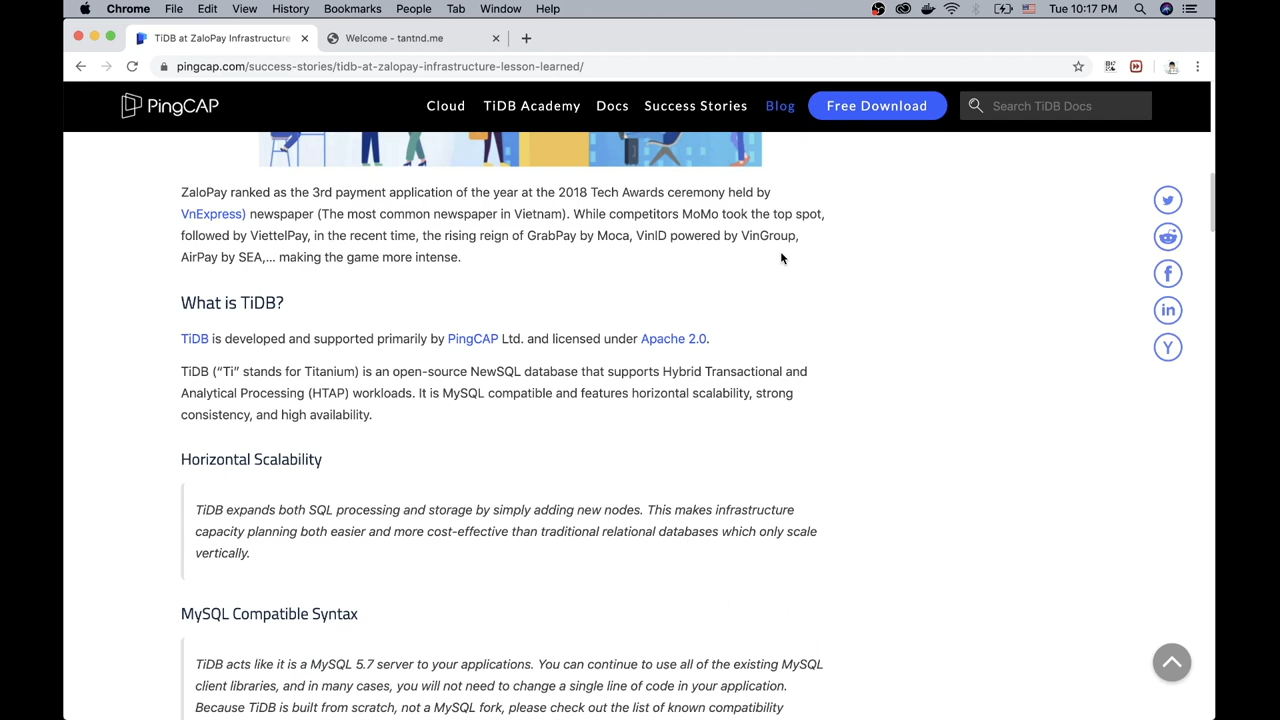 Chrome File Edit View History Bookmarks People Tab Window Help Tue 10:17 PM
TiDB at ZaloPay Infrastructure Welcome - tantnd.me
pingcap.com/success-stories/tidb-at-zalopay-infrastructure-lesson-learned/
PingCAP Cloud TiDB Academy Docs Success Stories Blog Free Download Search TiDB Docs
ZaloPay ranked as the 3rd payment application of the year at the 2018 Tech Awards ceremony held by
VnExpress) newspaper (The most common newspaper in Vietnam). While competitors MoMo took the top spot,
followed by ViettelPay, in the recent time, the rising reign of GrabPay by Moca, VinID powered by VinGroup,
AirPay by SEA,... making the game more intense.
What is TiDB?
TiDB is developed and supported primarily by PingCAP Ltd. and licensed under Apache 2.0.
TiDB (“Ti” stands for Titanium) is an open-source NewSQL database that supports Hybrid Transactional and
Analytical Processing (HTAP) workloads. It is MySQL compatible and features horizontal scalability, strong
consistency, and high availability.
Horizontal Scalability
TiDB expands both SQL processing and storage by simply adding new nodes. This makes infrastructure
capacity planning both easier and more cost-effective than traditional relational databases which only scale
vertically.
MySQL Compatible Syntax
TiDB acts like it is a MySQL 5.7 server to your applications. You can continue to use all of the existing MySQL
client libraries, and in many cases, you will not need to change a single line of code in your application.
Because TiDB is built from scratch, not a MySQL fork, please check out the list of known compatibility